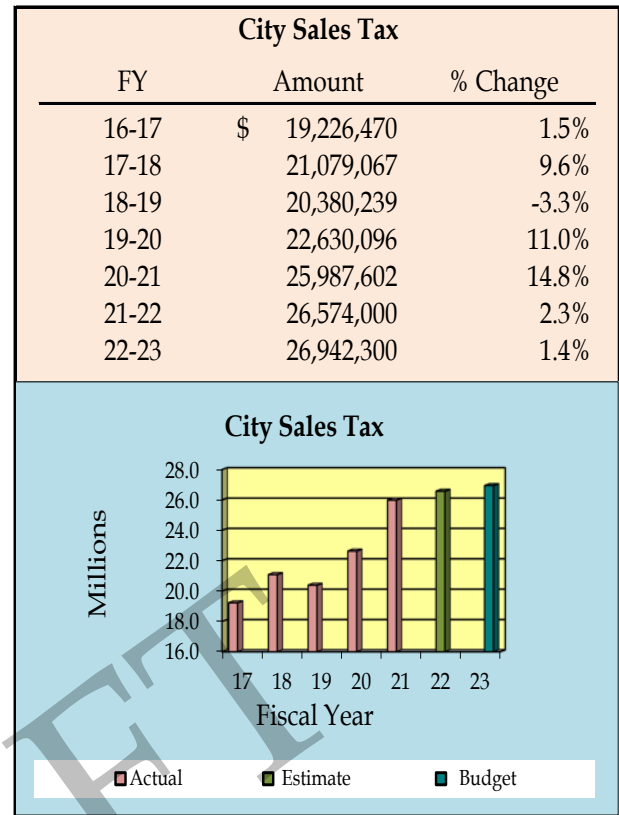 City Sales Tax
FY Amount % Change
16-17 $ 19,226,470 1.5%
17-18 21,079,067 9.6%
18-19 20,380,239 -3.3%
19-20 22,630,096 11.0%
20-21 25,987,602 14.8%
21-22 26,574,000 2.3%
22-23 26,942,300 1.4%
City Sales Tax
28.0
26.0
24.0
22.0
20.0
18.0
16.0
Millions
17 18 19 20 21 22 23
Fiscal Year
Actual Estimate Budget
FT